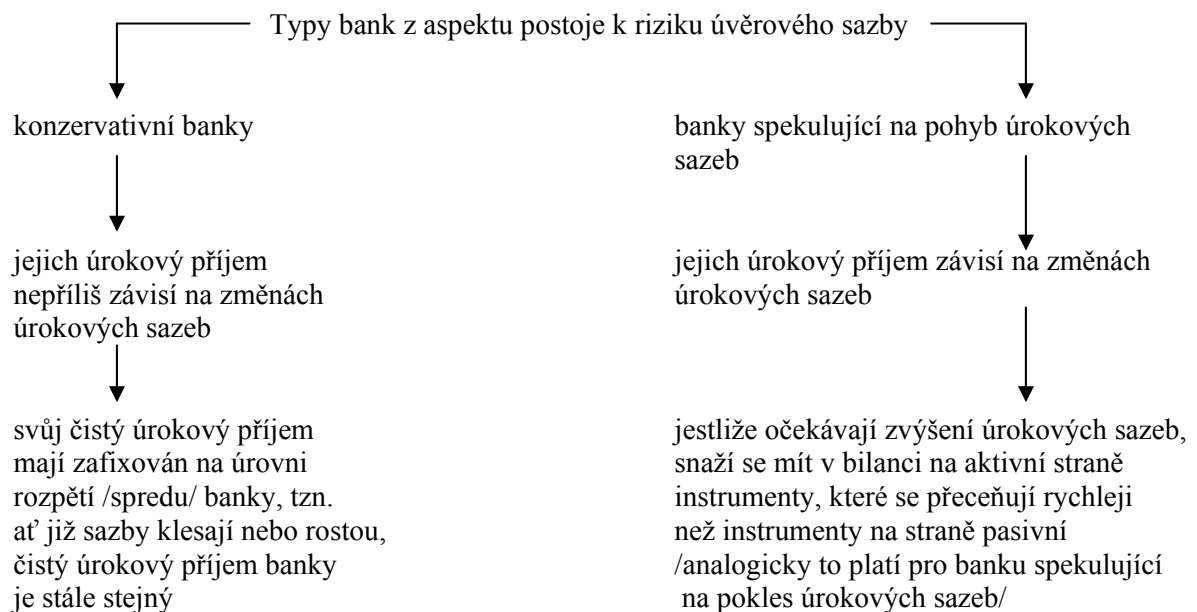 Typy bank z aspektu postoje k riziku úvěrového sazby
konzervativní banky
jejich úrokový příjem
nepříliš závisí na změnách
úrokových sazeb
svůj čistý úrokový příjem
mají zafixován na úrovni
rozpětí /spredu/ banky, tzn.
ať již sazby klesají nebo rostou,
čistý úrokový příjem banky
je stále stejný
banky spekulující na pohyb úrokových
sazeb
jejich úrokový příjem závisí na změnách
úrokových sazeb
jestliže očekávají zvýšení úrokových sazeb,
snaží se mít v bilanci na aktivní straně
instrumenty, které se přeceňují rychleji
než instrumenty na straně pasivní
/analogicky to platí pro banku spekulující
na pokles úrokových sazeb/